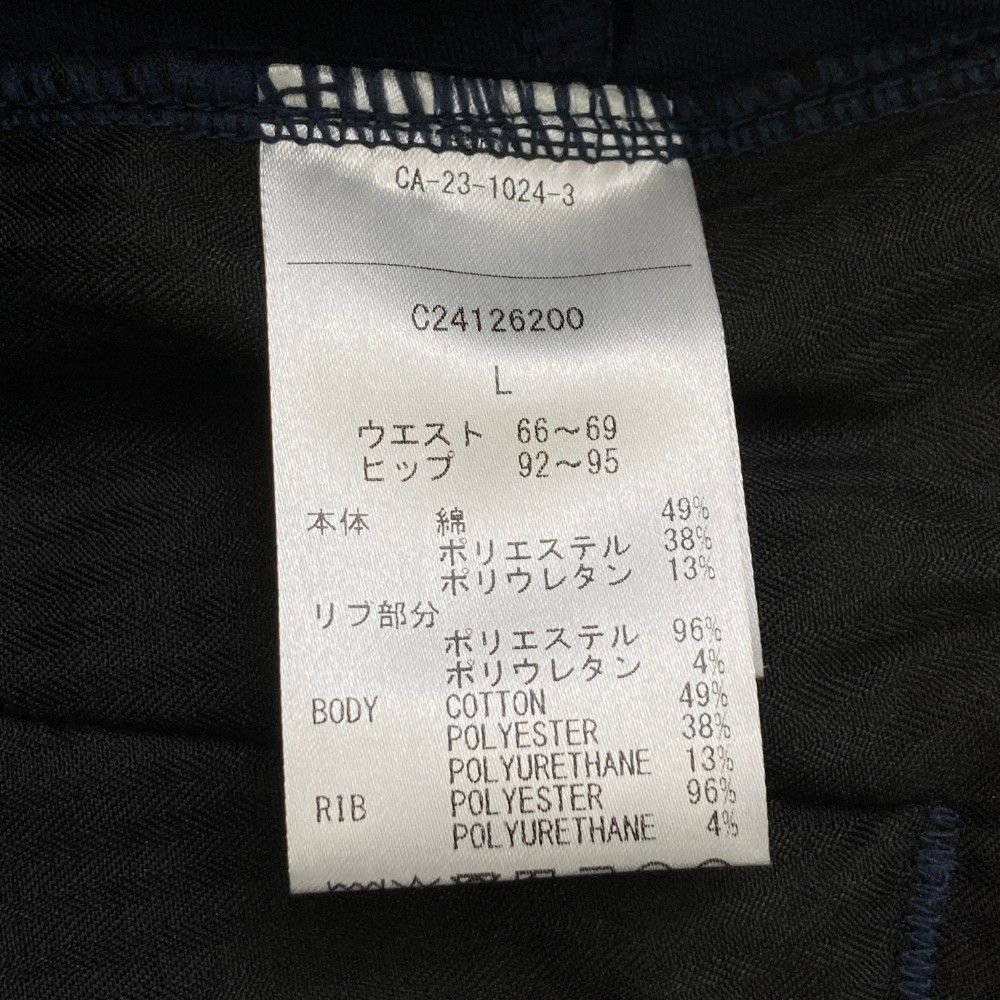 CA-23-1024-3
C24126200
L
ウエスト 66～69
ヒップ 92～95
本体 綿 49%
ポリエステル 38%
ポリウレタン 13%
リブ部分
ポリエステル 96%
ポリウレタン 4%
BODY COTTON 49%
POLYESTER 38%
POLYURETHANE 13%
RIB POLYESTER 96%
POLYURETHANE 4%